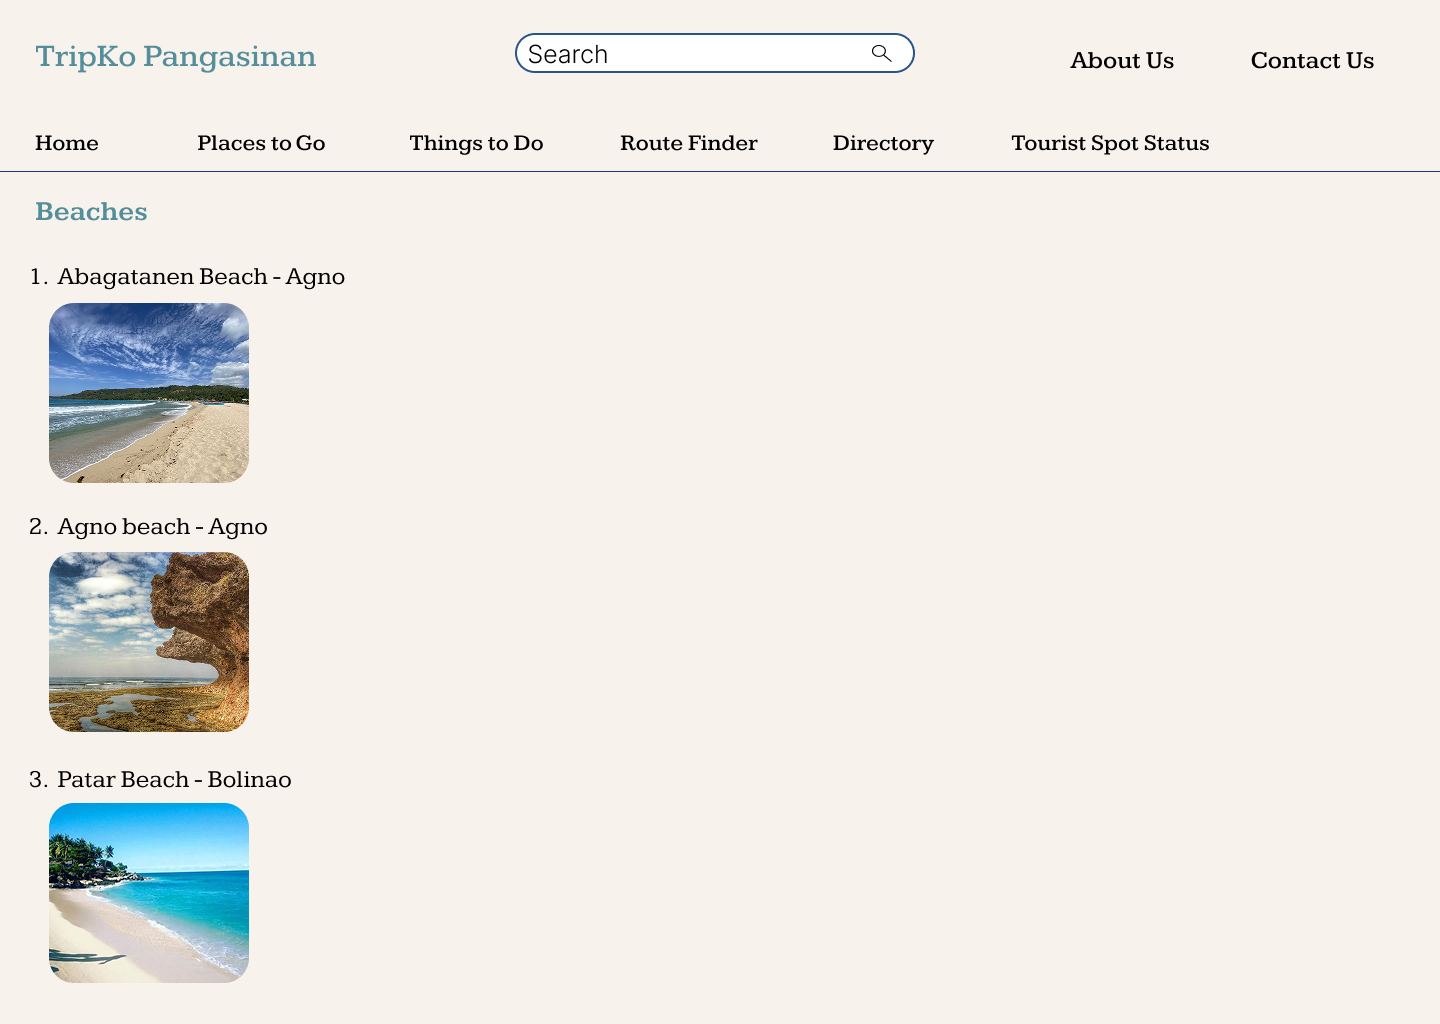 TripKo Pangasinan
Search
About Us
Contact Us
Home
Places to Go
Things to Do
Route Finder
Directory
Tourist Spot Status
Beaches
1. Abagatanen Beach - Agno
2. Agno beach - Agno
3. Patar Beach - Bolinao